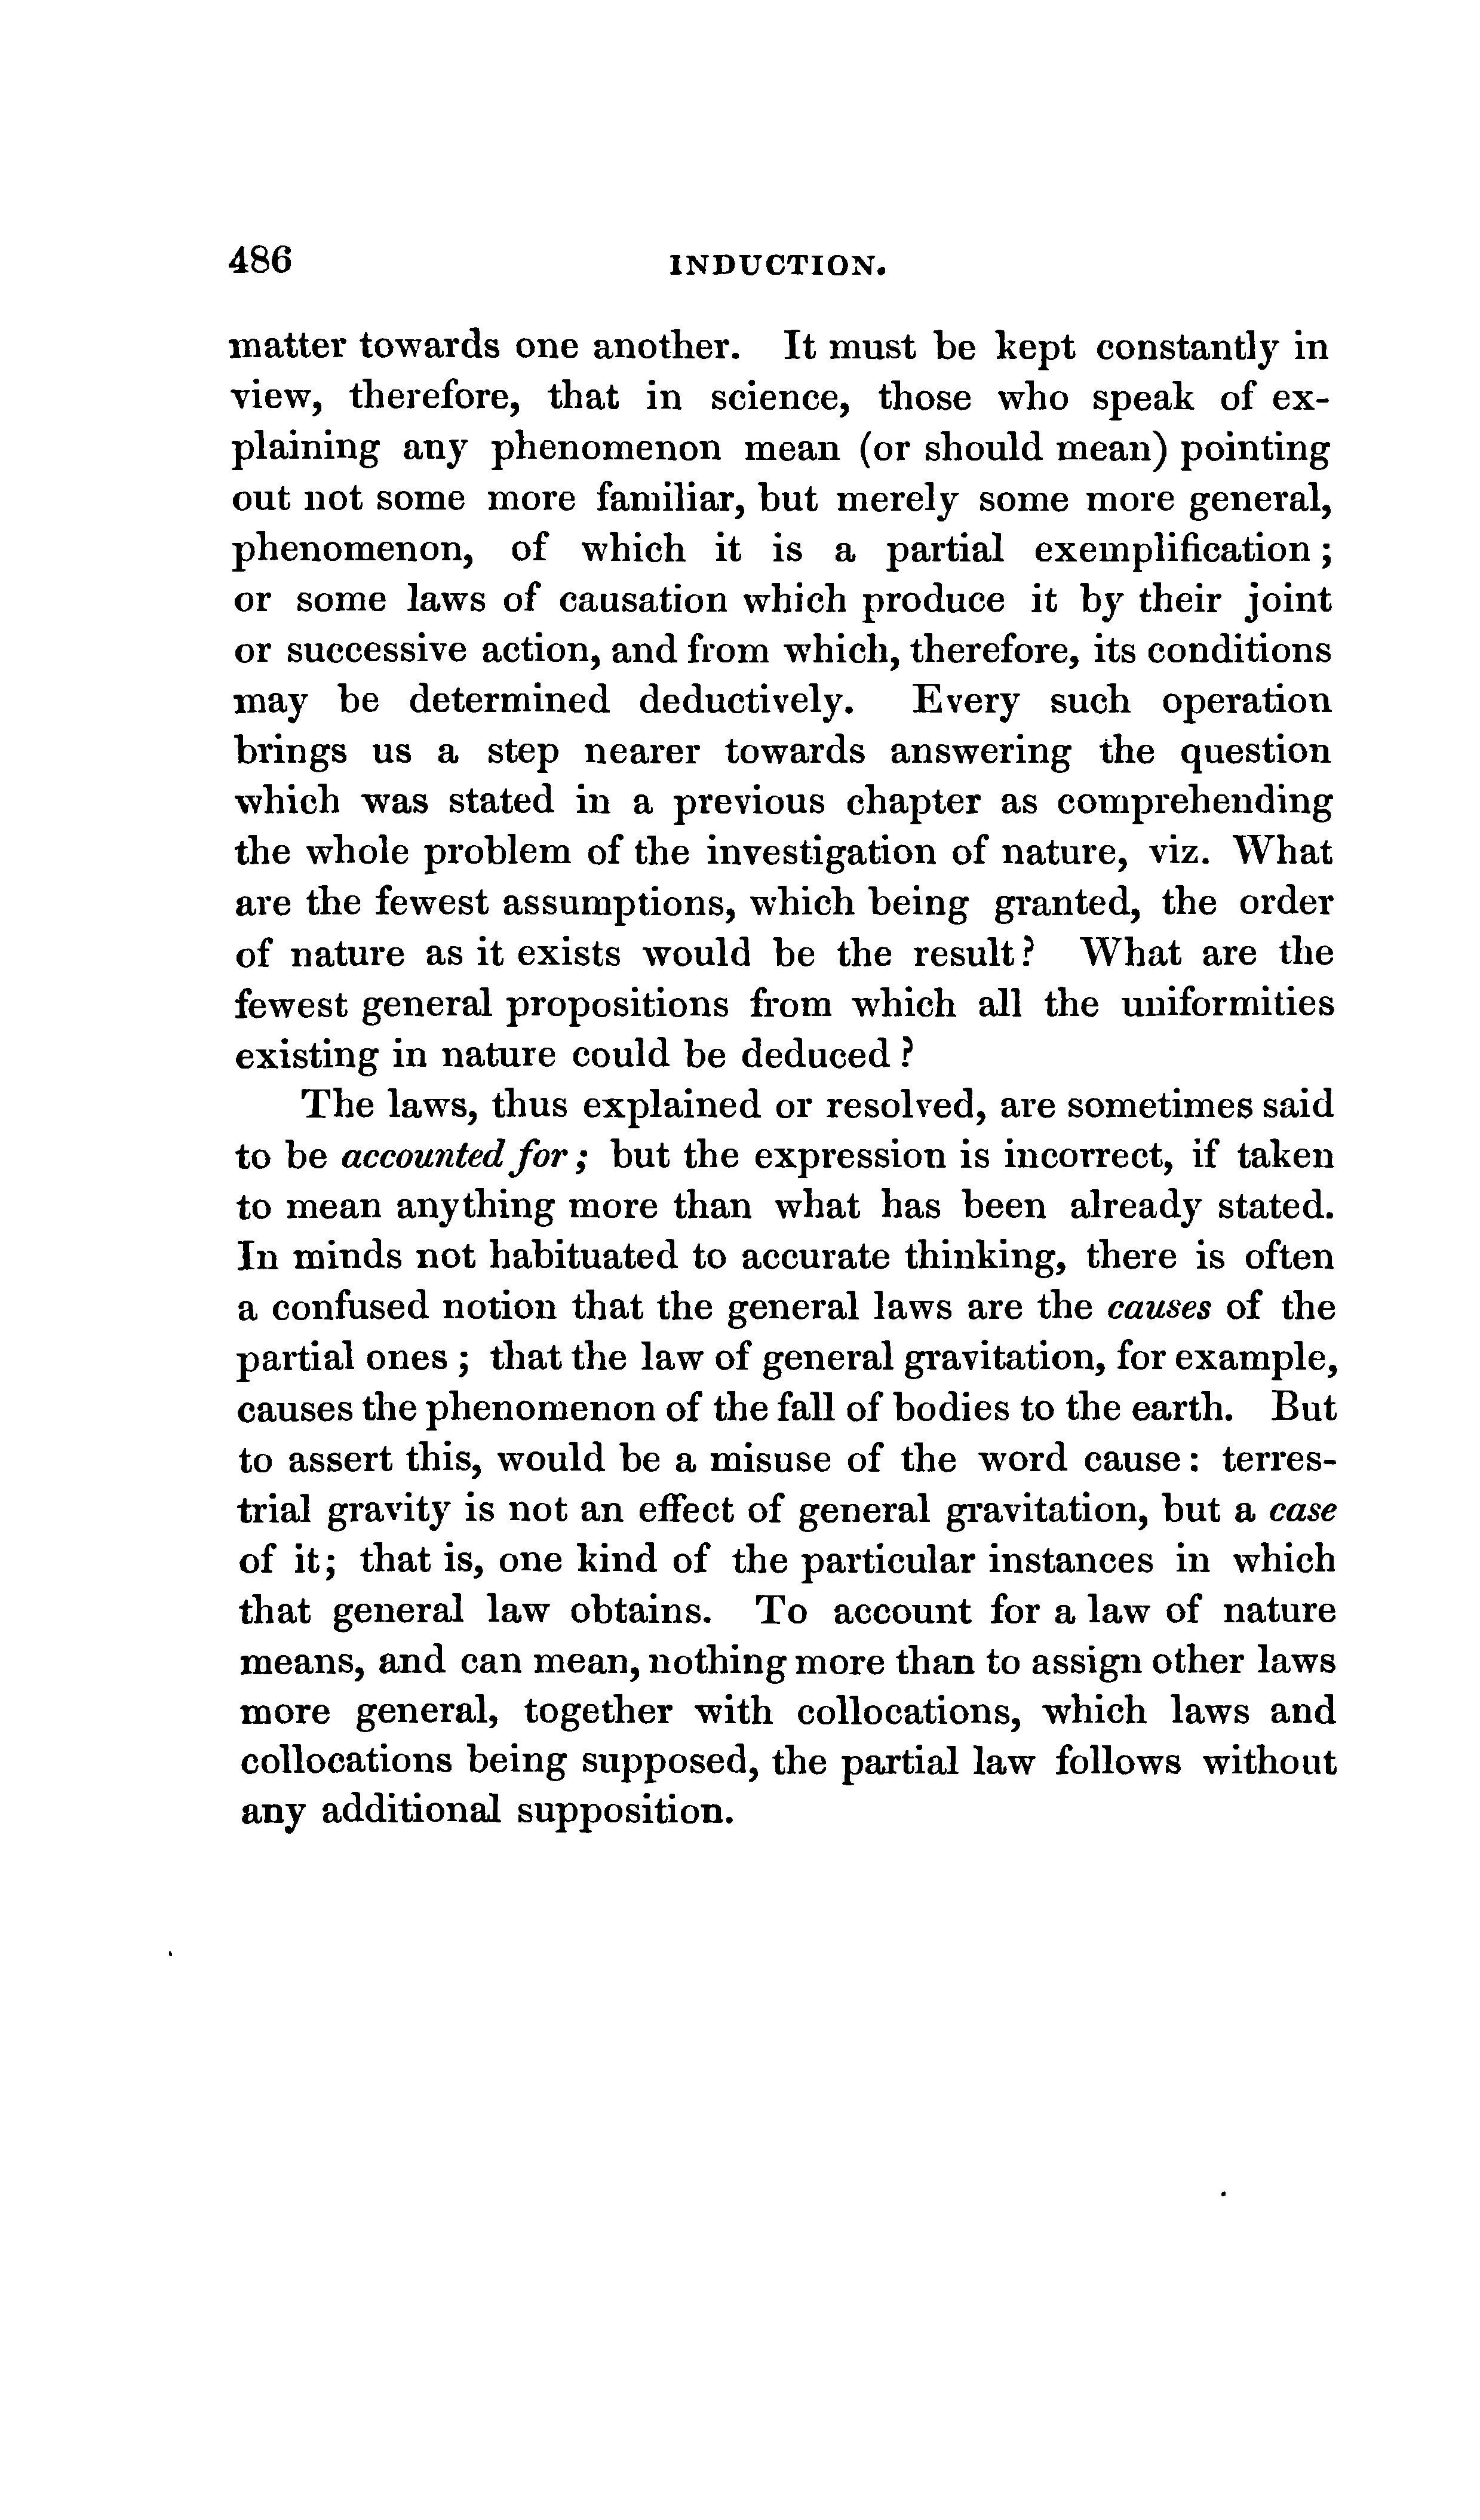 486 INDUCTION.
matter towards one another. It must be kept constantly in
view, therefore, that in science, those who speak of ex-
plaining any phenomenon mean (or should mean) pointing
out not some more familiar, but merely some more general,
phenomenon, of which it is a partial exemplification;
or some laws of causation which produce it by their joint
or successive action, and from which, therefore, its conditions
may be determined deductively. Every such operation
brings us a step nearer towards answering the question
which was stated in a previous chapter as comprehending
the whole problem of the investigation of nature, viz. What
are the fewest assumptions, which being granted, the order
of nature as it exists would be the result? What are the
fewest general propositions from which all the uniformities
existing in nature could be deduced?
The laws, thus explained or resolved, are sometimes said
to be accounted for; but the expression is incorrect, if taken
to mean anything more than what has been already stated.
In minds not habituated to accurate thinking, there is often
a confused notion that the general laws are the causes of the
partial ones; that the law of general gravitation, for example,
causes the phenomenon of the fall of bodies to the earth. But
to assert this, would be a misuse of the word cause: terres-
trial gravity is not an effect of general gravitation, but a case
of it; that is, one kind of the particular instances in which
that general law obtains. To account for a law of nature
means, and can mean, nothing more than to assign other laws
more general, together with collocations, which laws and
collocations being supposed, the partial law follows without
any additional supposition.